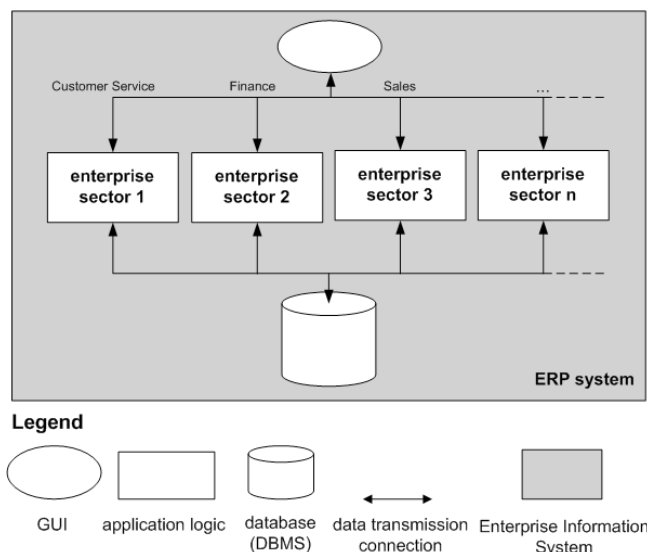 Customer Service
Finance
Sales
...
enterprise
sector 1
enterprise
sector 2
enterprise
sector 3
enterprise
sector n
ERP system
Legend
GUI
application logic
database
(DBMS)
data transmission
connection
Enterprise Information
System